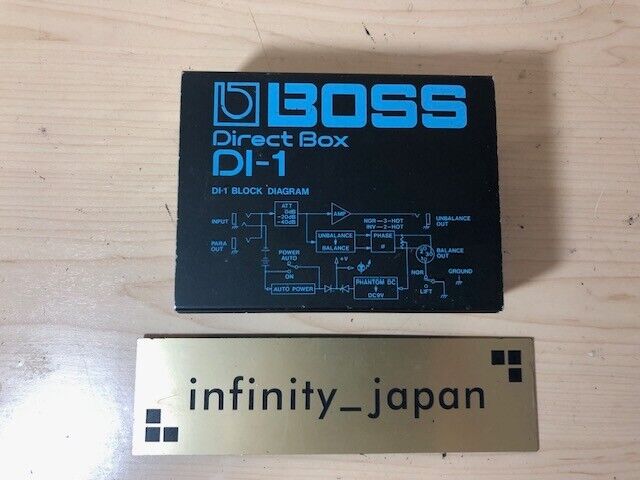 BOSS
Direct Box
DI-1
DI-1 BLOCK DIAGRAM
ATT
0dB
-20dB
-40dB
AMP
NOR—3-HOT
INV—2-HOT
UNBALANCE
OUT
INPUT
PARA
OUT
UNBALANCE
BALANCE
PHASE
ø
BALANCE
OUT
POWER
AUTO
ON
+V
NOR
GROUND
LIFT
AUTO POWER
PHANTOM DC
DC9V
infinity_japan